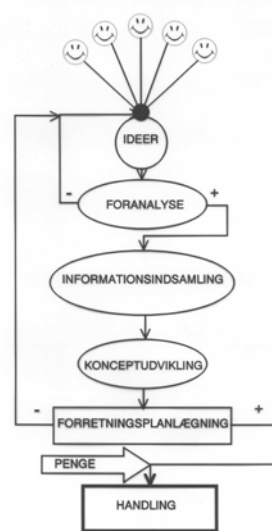 IDEER
-
+
FORANALYSE
INFORMATIONSINDSAMLING
KONCEPTUDVIKLING
-
+
FORRETNINGSPLANLÆGNING
PENGE
HANDLING